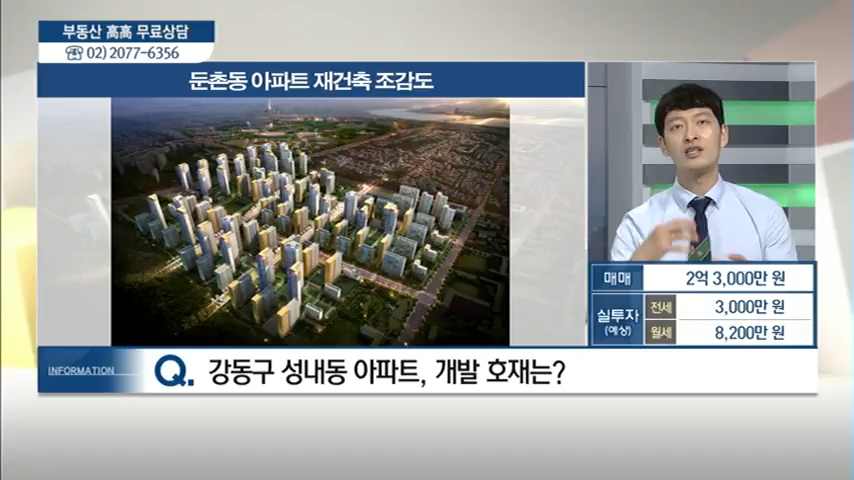 부동산 高高 무료상담
☎ 02) 2077-6356
둔촌동 아파트 재건축 조감도
매매 2억 3,000만 원
실투자 (예상)
전세 3,000만 원
월세 8,200만 원
INFORMATION
Q. 강동구 성내동 아파트, 개발 호재는?